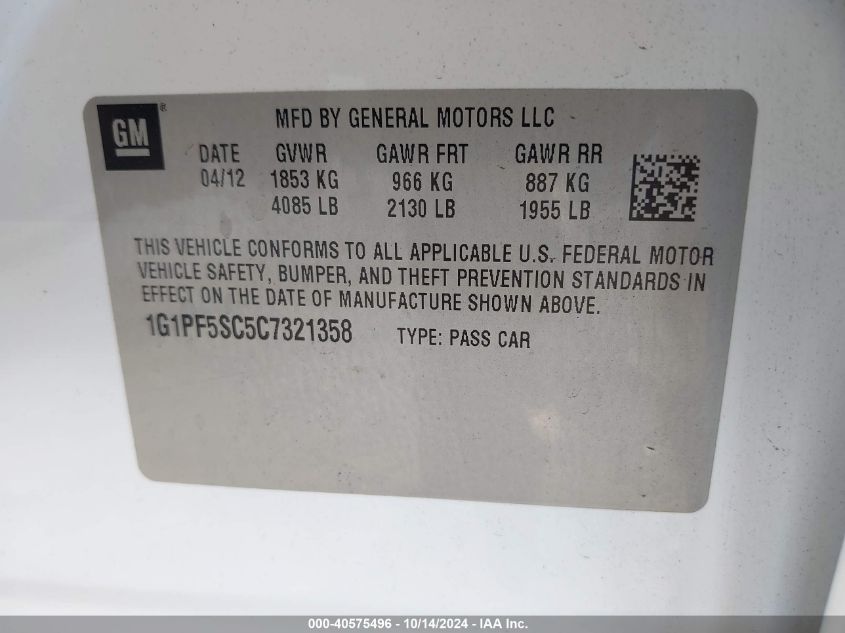 GM®
MFD BY GENERAL MOTORS LLC
DATE GVWR GAWR FRT GAWR RR
04/12 1853 KG 966 KG 887 KG
4085 LB 2130 LB 1955 LB
THIS VEHICLE CONFORMS TO ALL APPLICABLE U.S. FEDERAL MOTOR
VEHICLE SAFETY, BUMPER, AND THEFT PREVENTION STANDARDS IN
EFFECT ON THE DATE OF MANUFACTURE SHOWN ABOVE.
1G1PF5SC5C7321358 TYPE: PASS CAR
000-40575496 - 10/14/2024 - IAA Inc.